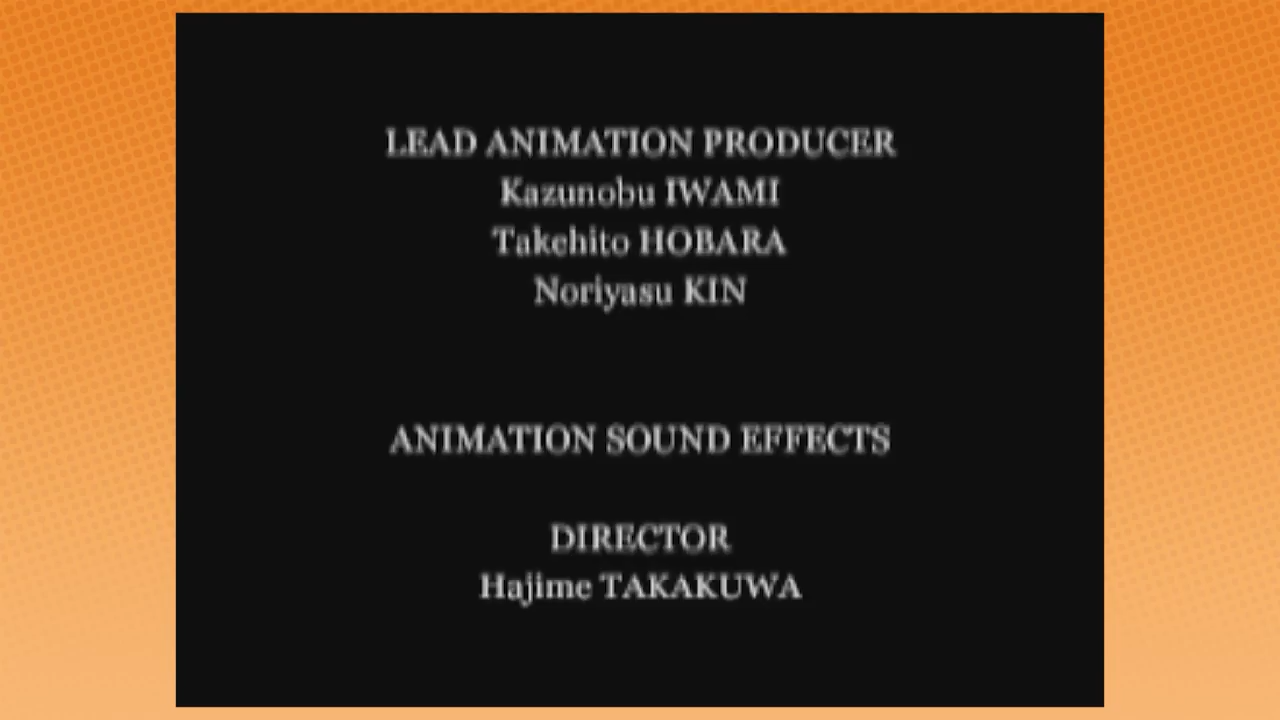 LEAD ANIMATION PRODUCER
Kazunobu IWAMI
Takehito HOBARA
Noriyasu KIN
ANIMATION SOUND EFFECTS
DIRECTOR
Hajime TAKAKUWA